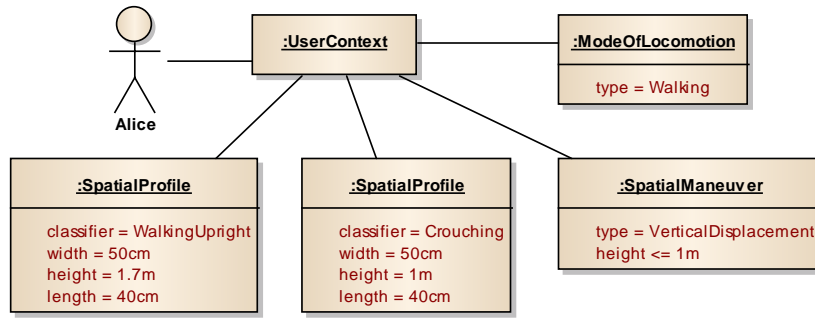 :UserContext
:ModeOfLocomotion
type = Walking
Alice
:SpatialProfile
classifier = WalkingUpright
width = 50cm
height = 1.7m
length = 40cm
:SpatialProfile
classifier = Crouching
width = 50cm
height = 1m
length = 40cm
:SpatialManeuver
type = VerticalDisplacement
height <= 1m